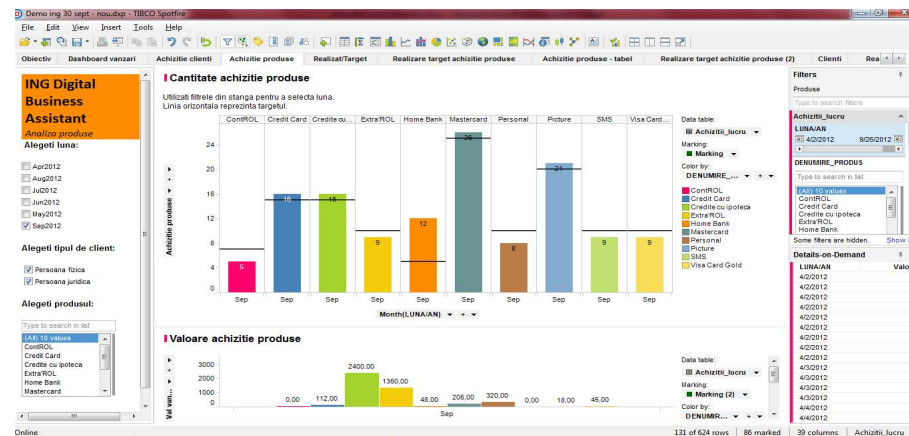 Demo ing 30 sept - nou.dxp - TIBCO Spotfire
File Edit View Insert Tools Help
Obiectiv Dashboard vanzari Achizitie clienti Achizitie produse Realizat/Target Realizare target achizitie produse Achizitie produse - tabel Realizare target achizitie produse (2) Clienti Rea
ING Digital
Business
Assistant
Analiza produse
Alegeti luna:
Apr2012
Aug2012
Jul2012
Jun2012
May2012
Sep2012
Alegeti tipul de client:
Persoana fizica
Persoana juridica
Alegeti produsul:
Type to search in list
(All) 10 values
ContROL
Credit Card
Credite cu ipoteca
Extra'ROL
Home Bank
Mastercard
Cantitate achizitie produse
Utilizati filtrele din stanga pentru a selecta luna.
Linia orizontala reprezinta targetul.
ContROL Credit Card Credite cu... Extra'ROL Home Bank Mastercard Personal Picture SMS Visa Card...
Achizitie produse
24
20
16
12
8
4
0
5 16 16 9 12 26 8 21 9 9
Sep Sep Sep Sep Sep Sep Sep Sep Sep Sep
Month(LUNA/AN)
Data table:
Achizitii_lucru
Marking:
Marking
Color by:
DENUMIRE_...
ContROL
Credit Card
Credite cu ipoteca
Extra'ROL
Home Bank
Mastercard
Personal
Picture
SMS
Visa Card Gold
Valoare achizitie produse
Val van...
3000
2000
1000
0
0,00 112,00 2400,00 1360,00 48,00 206,00 320,00 0,00 18,00 45,00
Sep
Data table:
Achizitii_lucru
Marking:
Marking (2)
Color by:
DENUMIR...
Filters
Produse
Type to search filters
Achizitii_lucru
LUNA/AN
4/2/2012 9/26/2012
DENUMIRE_PRODUS
Type to search in list
(All) 10 values
ContROL
Credit Card
Credite cu ipoteca
Extra'ROL
Home Bank
Some filters are hidden. Show
Details-on-Demand
LUNA/AN Valo
4/2/2012
4/2/2012
4/2/2012
4/2/2012
4/2/2012
4/2/2012
4/2/2012
4/2/2012
4/3/2012
4/3/2012
4/3/2012
4/3/2012
4/4/2012
4/4/2012
Online 131 of 624 rows 86 marked 39 columns Achizitii_lucru